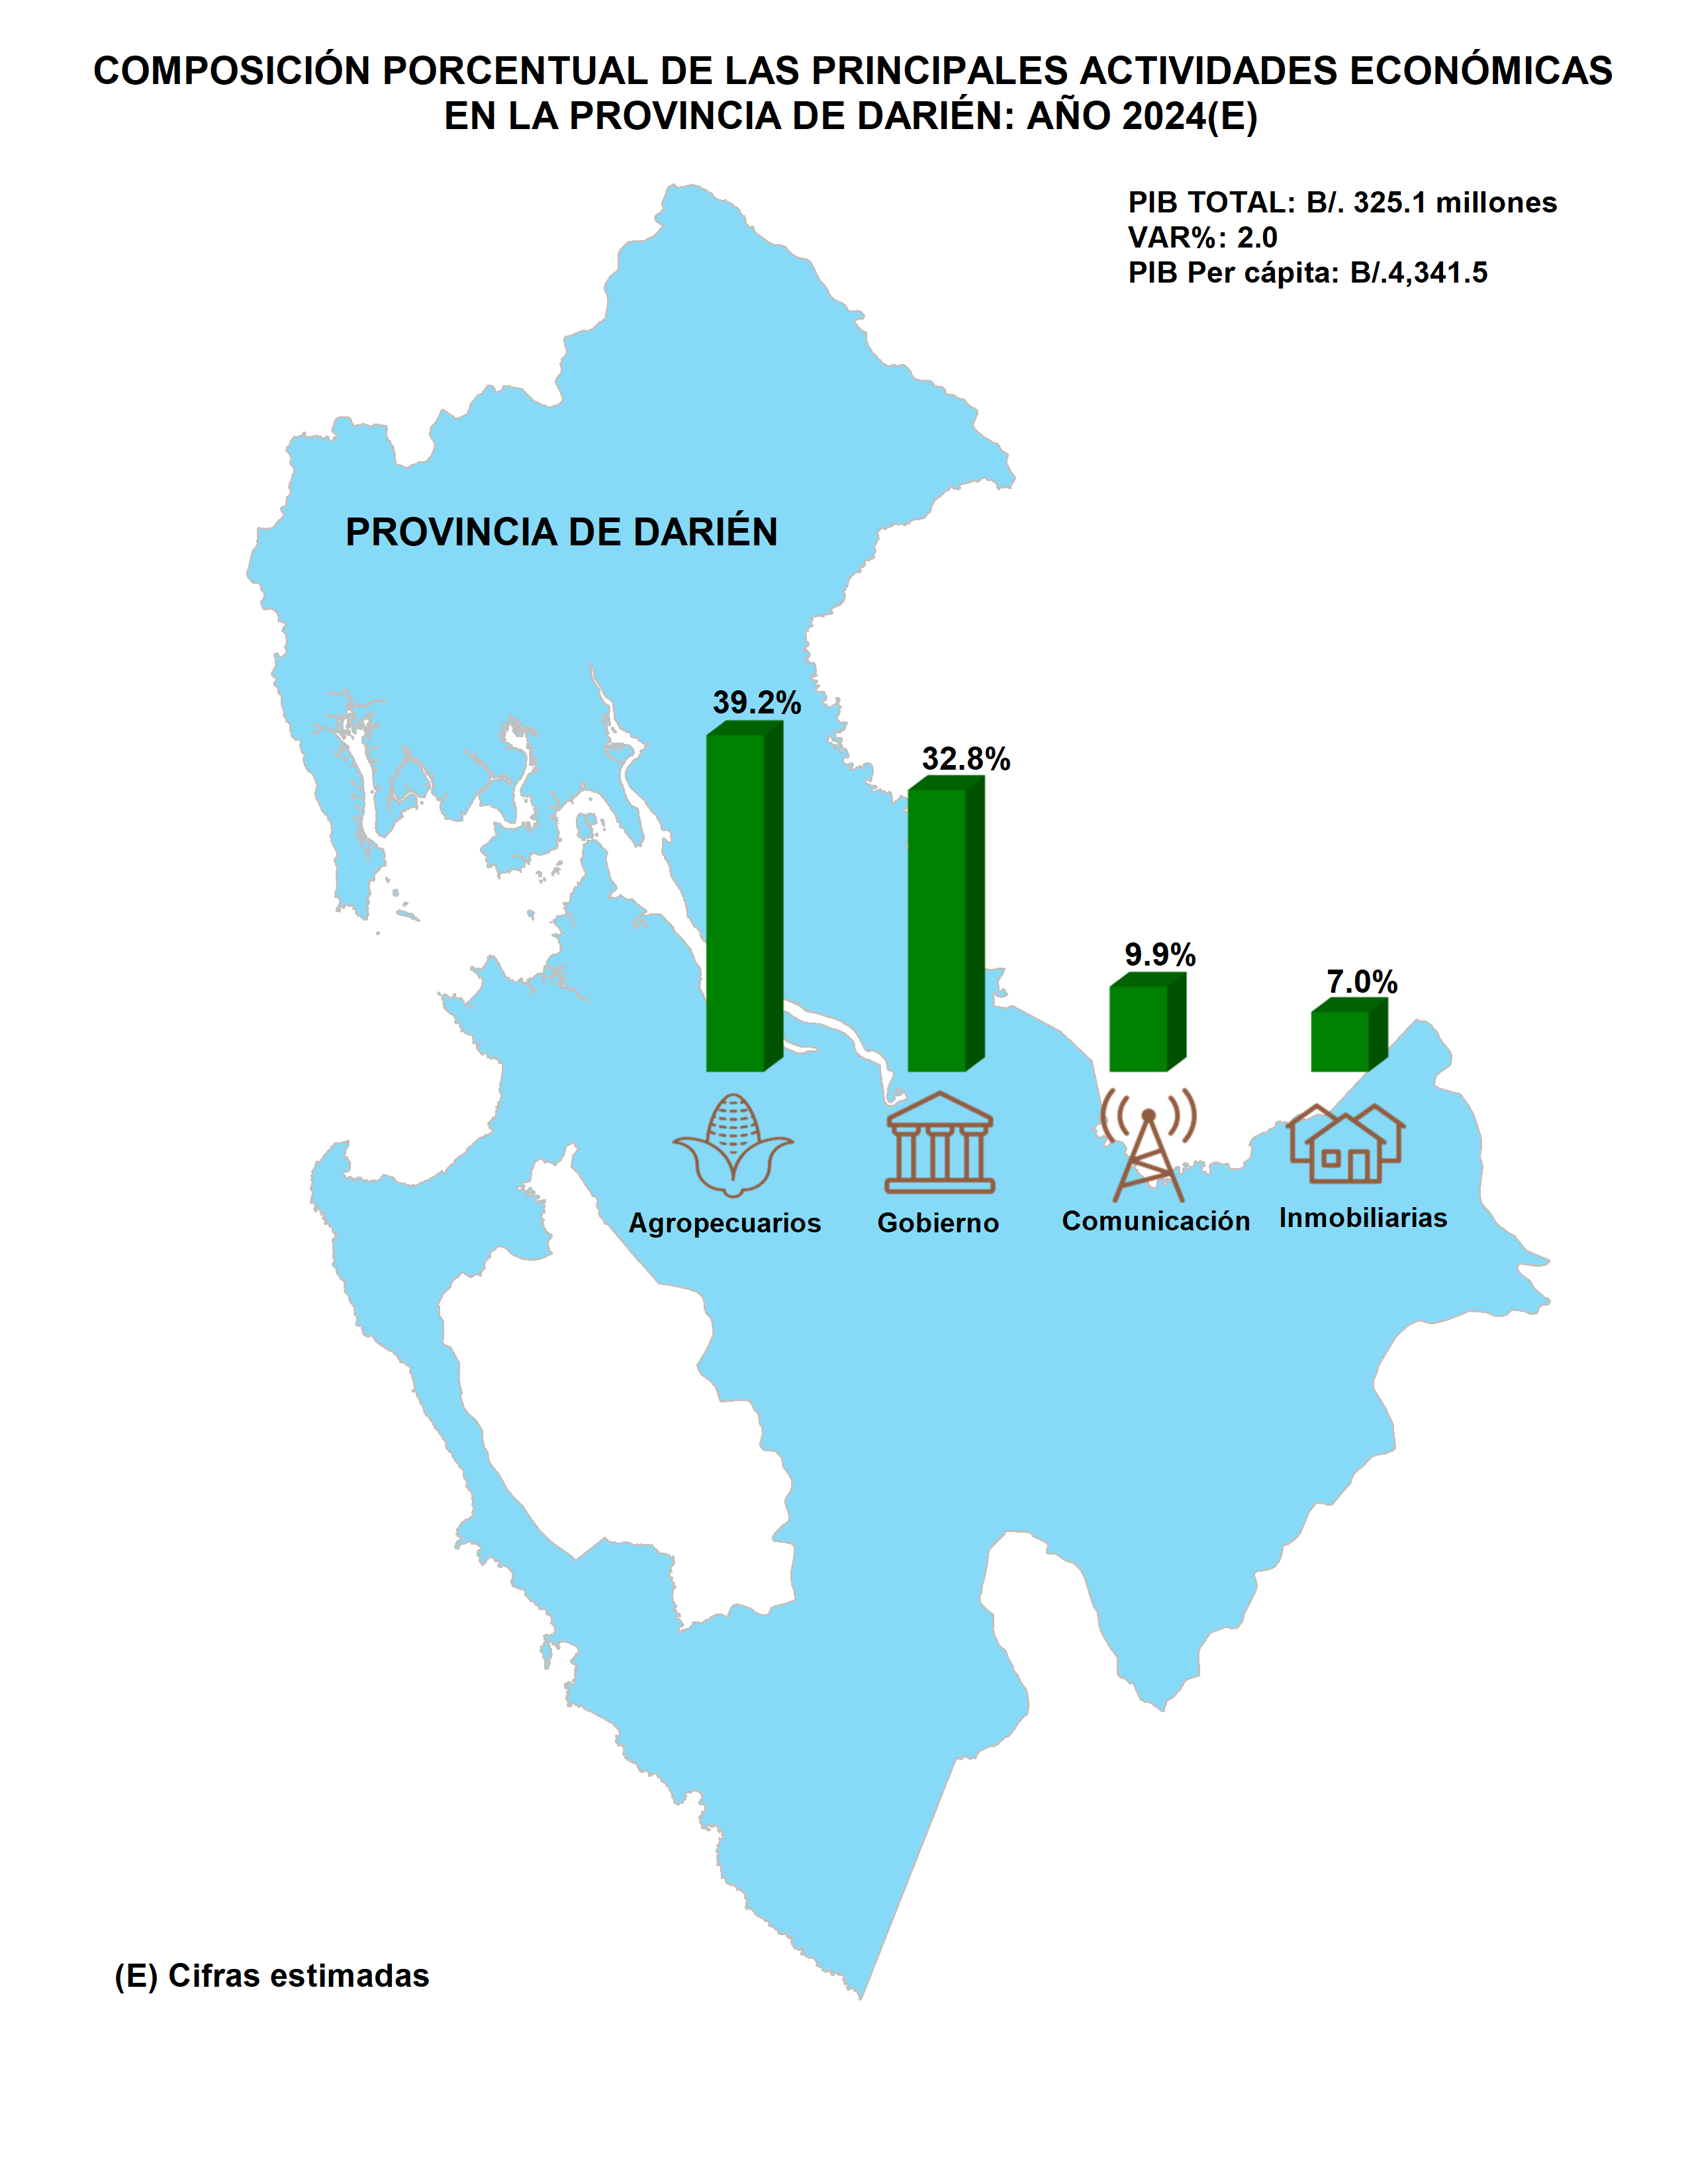 COMPOSICIÓN PORCENTUAL DE LAS PRINCIPALES ACTIVIDADES ECONÓMICAS
EN LA PROVINCIA DE DARIÉN: AÑO 2024(E)
PIB TOTAL: B/. 325.1 millones
VAR%: 2.0
PIB Per cápita: B/.4,341.5
PROVINCIA DE DARIÉN
39.2%
32.8%
9.9%
7.0%
Agropecuarios
Gobierno
Comunicación
Inmobiliarias
(E) Cifras estimadas